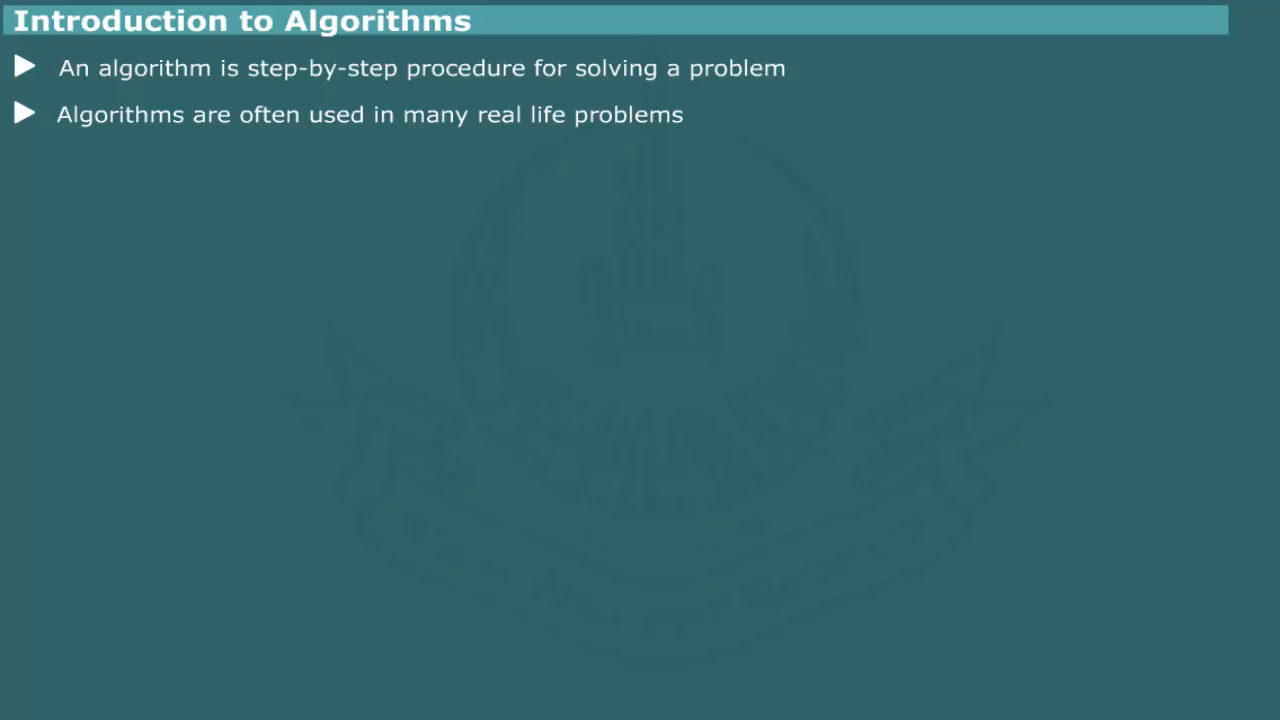 Introduction to Algorithms
An algorithm is step-by-step procedure for solving a problem
Algorithms are often used in many real life problems